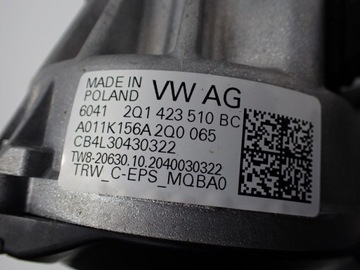 MADE IN
POLAND VW AG
6041 2Q1 423 510 BC
A011K156A 2Q0 065
CB4L30430322
TW8-20630.10.2040030322
TRW_C-EPS_MQBA0